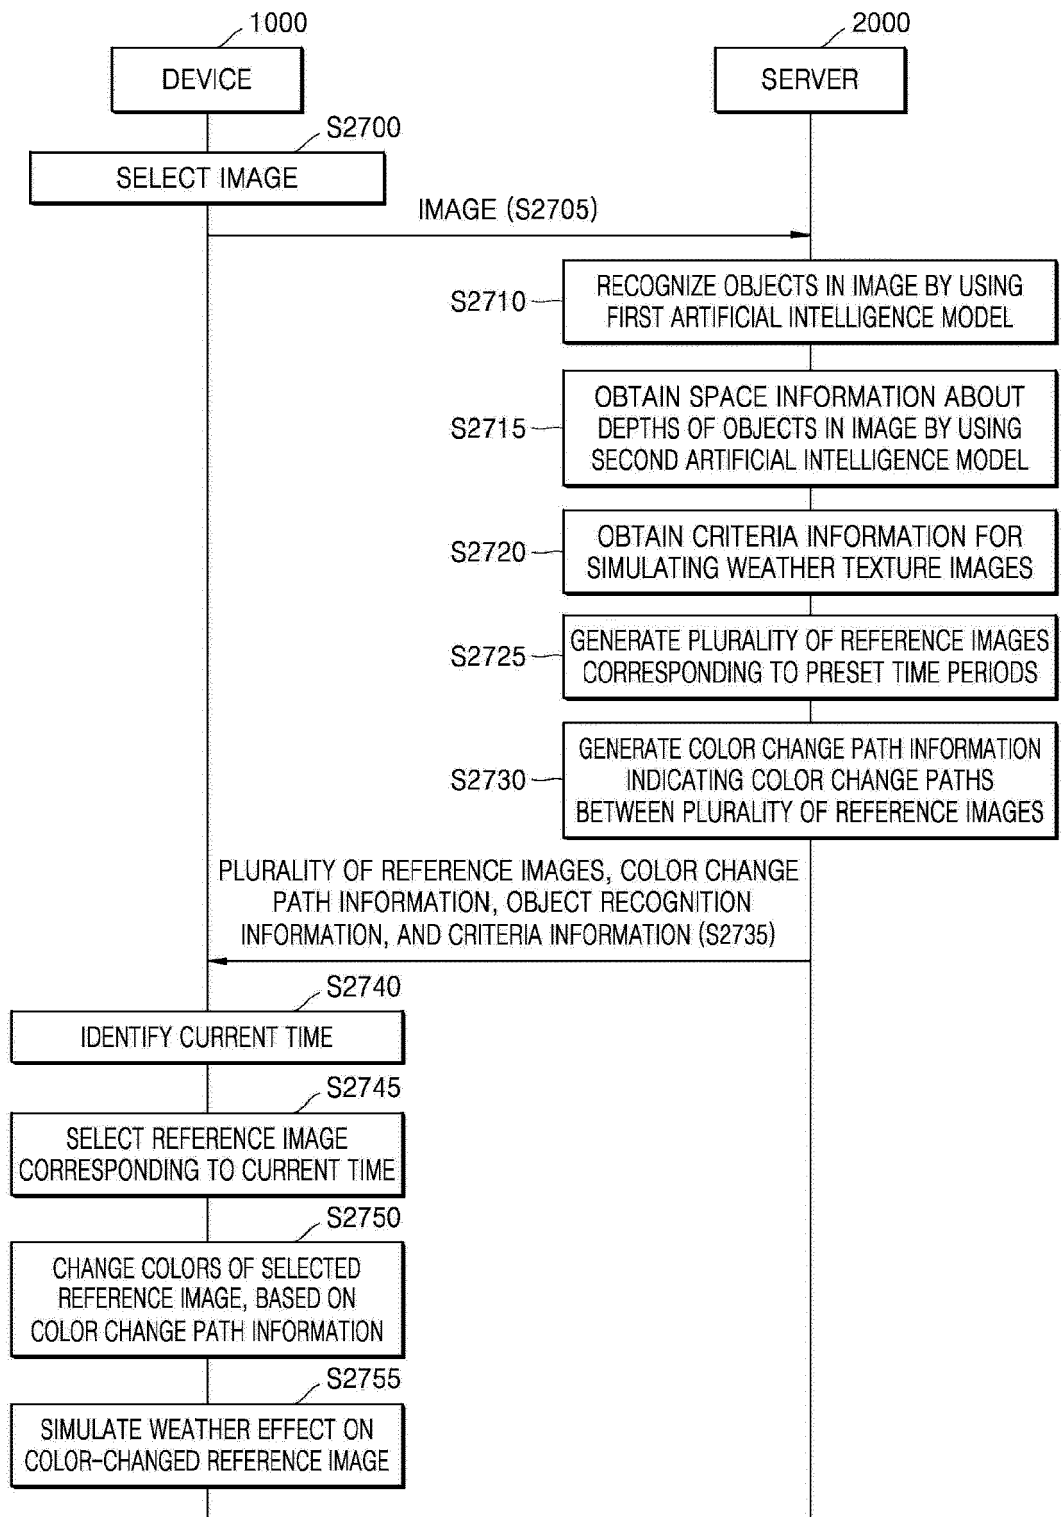 1000
2000
DEVICE
SERVER
S2700
SELECT IMAGE
IMAGE (S2705)
S2710
RECOGNIZE OBJECTS IN IMAGE BY USING
FIRST ARTIFICIAL INTELLIGENCE MODEL
S2715
OBTAIN SPACE INFORMATION ABOUT
DEPTHS OF OBJECTS IN IMAGE BY USING
SECOND ARTIFICIAL INTELLIGENCE MODEL
S2720
OBTAIN CRITERIA INFORMATION FOR
SIMULATING WEATHER TEXTURE IMAGES
S2725
GENERATE PLURALITY OF REFERENCE IMAGES
CORRESPONDING TO PRESET TIME PERIODS
S2730
GENERATE COLOR CHANGE PATH INFORMATION
INDICATING COLOR CHANGE PATHS
BETWEEN PLURALITY OF REFERENCE IMAGES
PLURALITY OF REFERENCE IMAGES, COLOR CHANGE
PATH INFORMATION, OBJECT RECOGNITION
INFORMATION, AND CRITERIA INFORMATION (S2735)
S2740
IDENTIFY CURRENT TIME
S2745
SELECT REFERENCE IMAGE
CORRESPONDING TO CURRENT TIME
S2750
CHANGE COLORS OF SELECTED
REFERENCE IMAGE, BASED ON
COLOR CHANGE PATH INFORMATION
S2755
SIMULATE WEATHER EFFECT ON
COLOR-CHANGED REFERENCE IMAGE